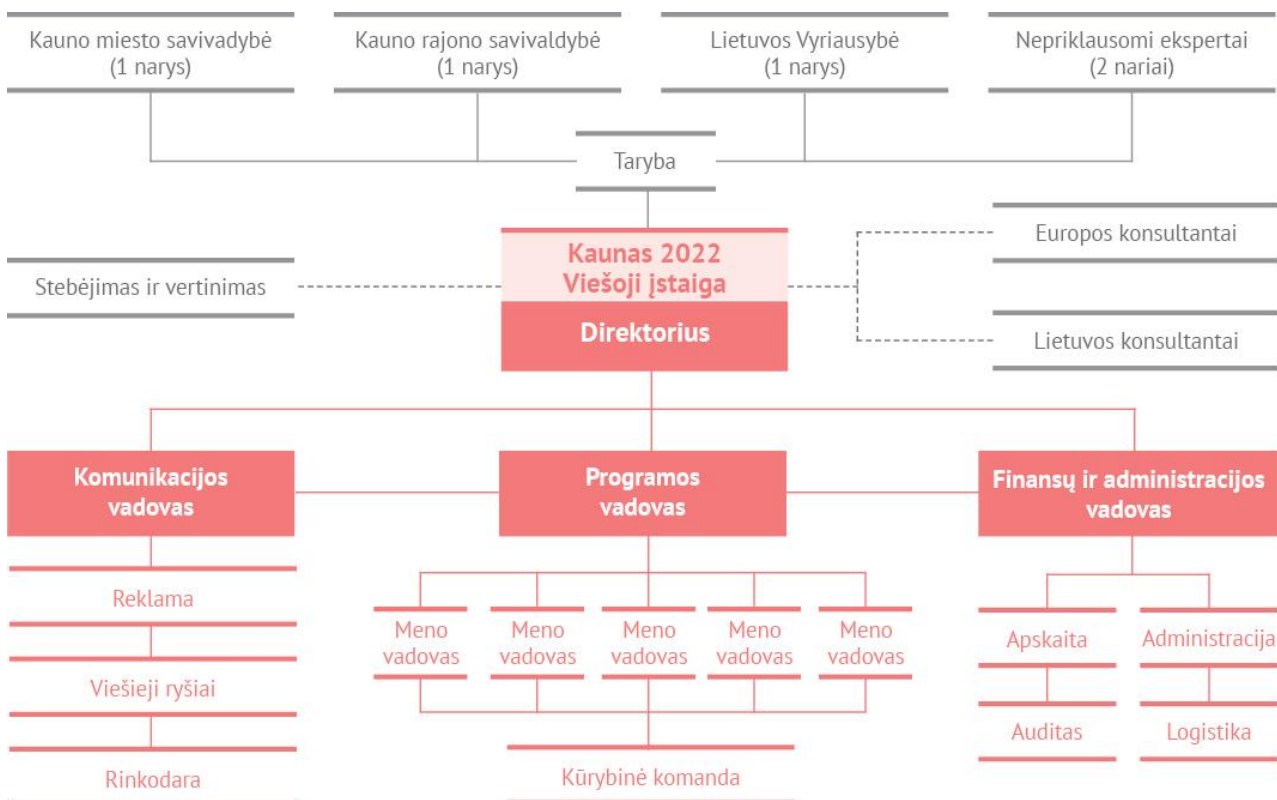 Kauno miesto savivadybė
(1 narys)
Kauno rajono savivaldybė
(1 narys)
Lietuvos Vyriausybė
(1 narys)
Nepriklausomi ekspertai
(2 nariai)
Taryba
Europos konsultantai
Kaunas 2022
Viešoji įstaiga
Stebėjimas ir vertinimas
Direktorius
Lietuvos konsultantai
Komunikacijos
vadovas
Programos
vadovas
Finansų ir administracijos
vadovas
Reklama
Viešieji ryšiai
Rinkodara
Meno
vadovas
Meno
vadovas
Meno
vadovas
Meno
vadovas
Meno
vadovas
Kūrybinė komanda
Apskaita
Administracija
Auditas
Logistika